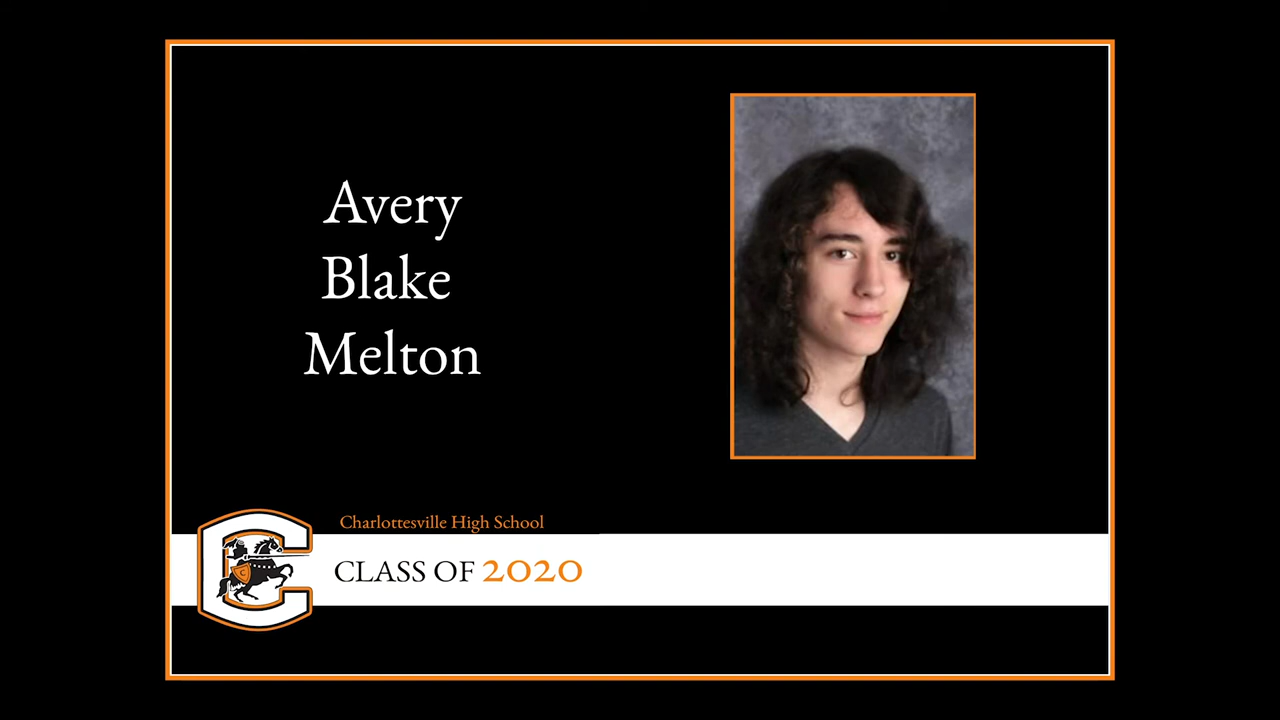 Avery
Blake
Melton
Charlottesville High School
CLASS OF 2020
C